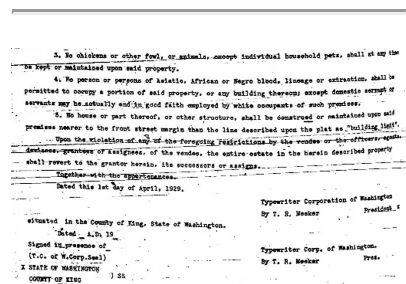 3. No chickens or other fowl, or animals, except individual household pets, shall at any time
be kept or maintained upon said property.
4. No person or persons of Asiatic, African or Negro blood, lineage or extraction, shall be
permitted to occupy a portion of said property, or any building thereon; except domestic servant or
servants may be actually and in good faith employed by white occupants of such premises.
5. No house or part thereof, or other structure, shall be construed or maintained upon said
premises nearer to the front street margin than the line described upon the plat as "building limit".
Upon the violation of any of the foregoing restrictions by the vendee or the officers, agents,
devisees, grantees or assignees, of the vendee, the entire estate in the herein described property
shall revert to the grantor herein, its successors or assigns.
Together with the appurtenances.
Dated this 1st day of April, 1929.
Typewriter Corporation of Washington
By T. R. Meeker President X
situated in the County of King, State of Washington.
Dated A.D. 19
Signed in presence of
(T.C. of W.Corp.Seal)
Typewriter Corp. of Washington.
By T. R. Meeker Pres.
X STATE OF WASHINGTON
) SS
COUNTY OF KING